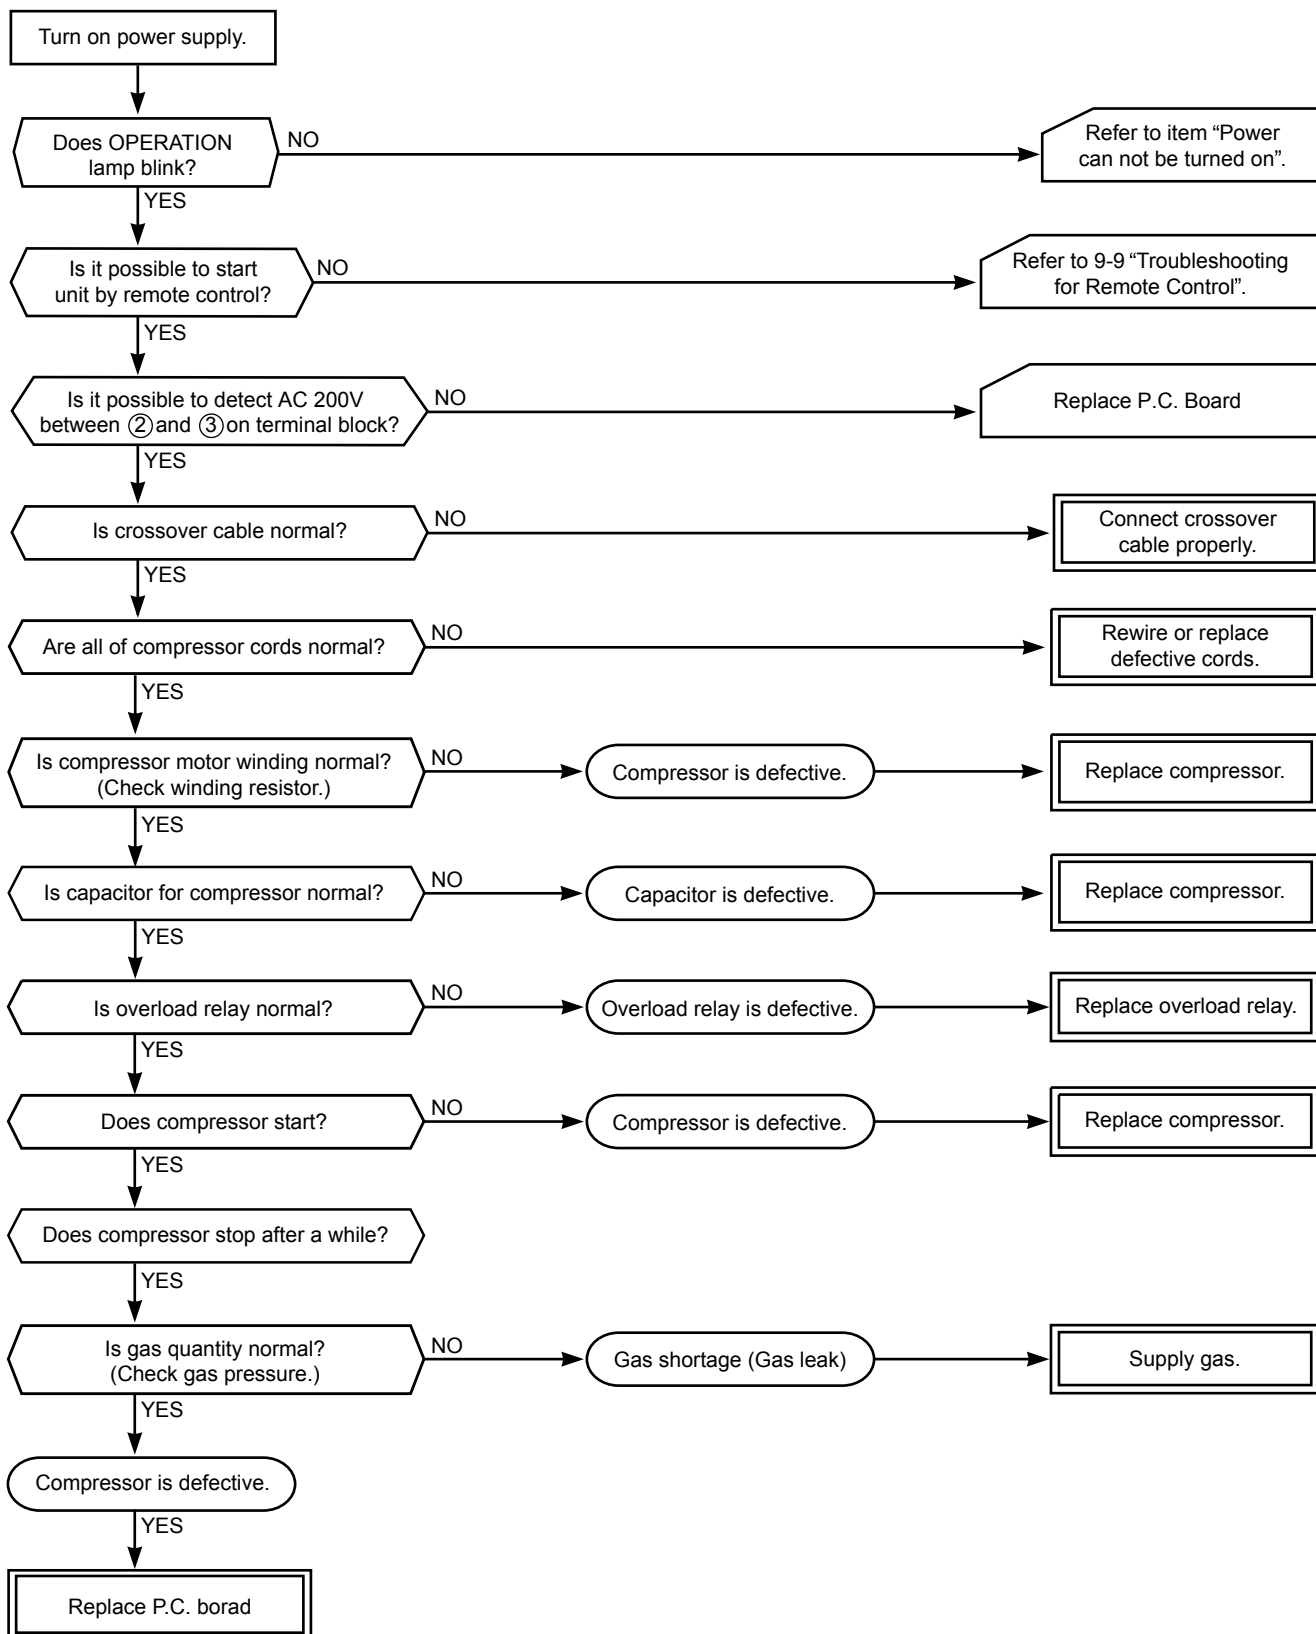 Turn on power supply.
Does OPERATION
lamp blink?
NO
Refer to item “Power
can not be turned on”.
YES
Is it possible to start
unit by remote control?
NO
Refer to 9-9 “Troubleshooting
for Remote Control”.
YES
Is it possible to detect AC 200V
between ② and ③ on terminal block?
NO
Replace P.C. Board
YES
Is crossover cable normal?
NO
Connect crossover
cable properly.
YES
Are all of compressor cords normal?
NO
Rewire or replace
defective cords.
YES
Is compressor motor winding normal?
(Check winding resistor.)
NO
Compressor is defective.
Replace compressor.
YES
Is capacitor for compressor normal?
NO
Capacitor is defective.
Replace compressor.
YES
Is overload relay normal?
NO
Overload relay is defective.
Replace overload relay.
YES
Does compressor start?
NO
Compressor is defective.
Replace compressor.
YES
Does compressor stop after a while?
YES
Is gas quantity normal?
(Check gas pressure.)
NO
Gas shortage (Gas leak)
Supply gas.
YES
Compressor is defective.
YES
Replace P.C. borad